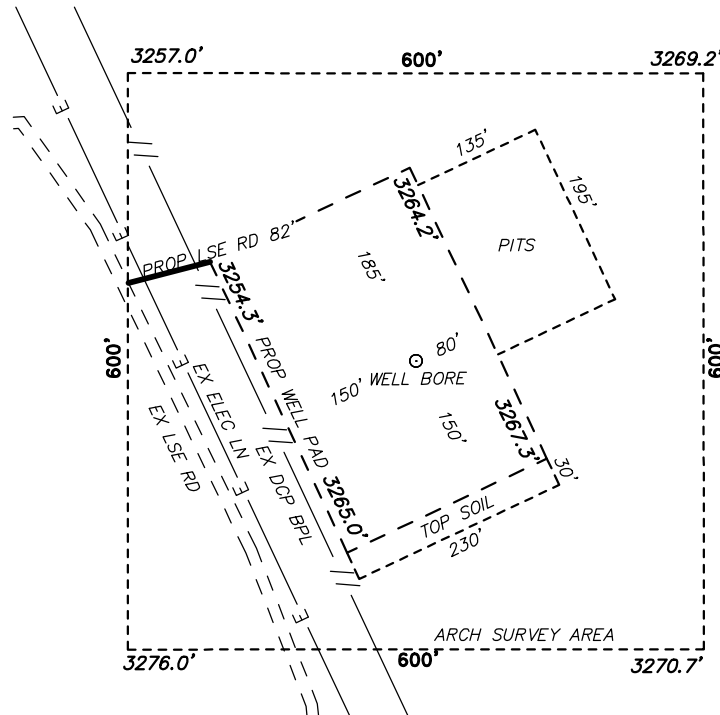 3257.0'
600'
3269.2'
135'
195'
3264.2'
PITS
PROP LSE RD 82'
185'
3254.3'
600'
600'
80'
WELL BORE
150'
PROP WELL PAD
EX ELEC LN
EX LSE RD
EX DCP BPL
150'
3267.3'
30'
3265.0'
TOP SOIL
230'
ARCH SURVEY AREA
3276.0'
600'
3270.7'
E
E
E
E
E